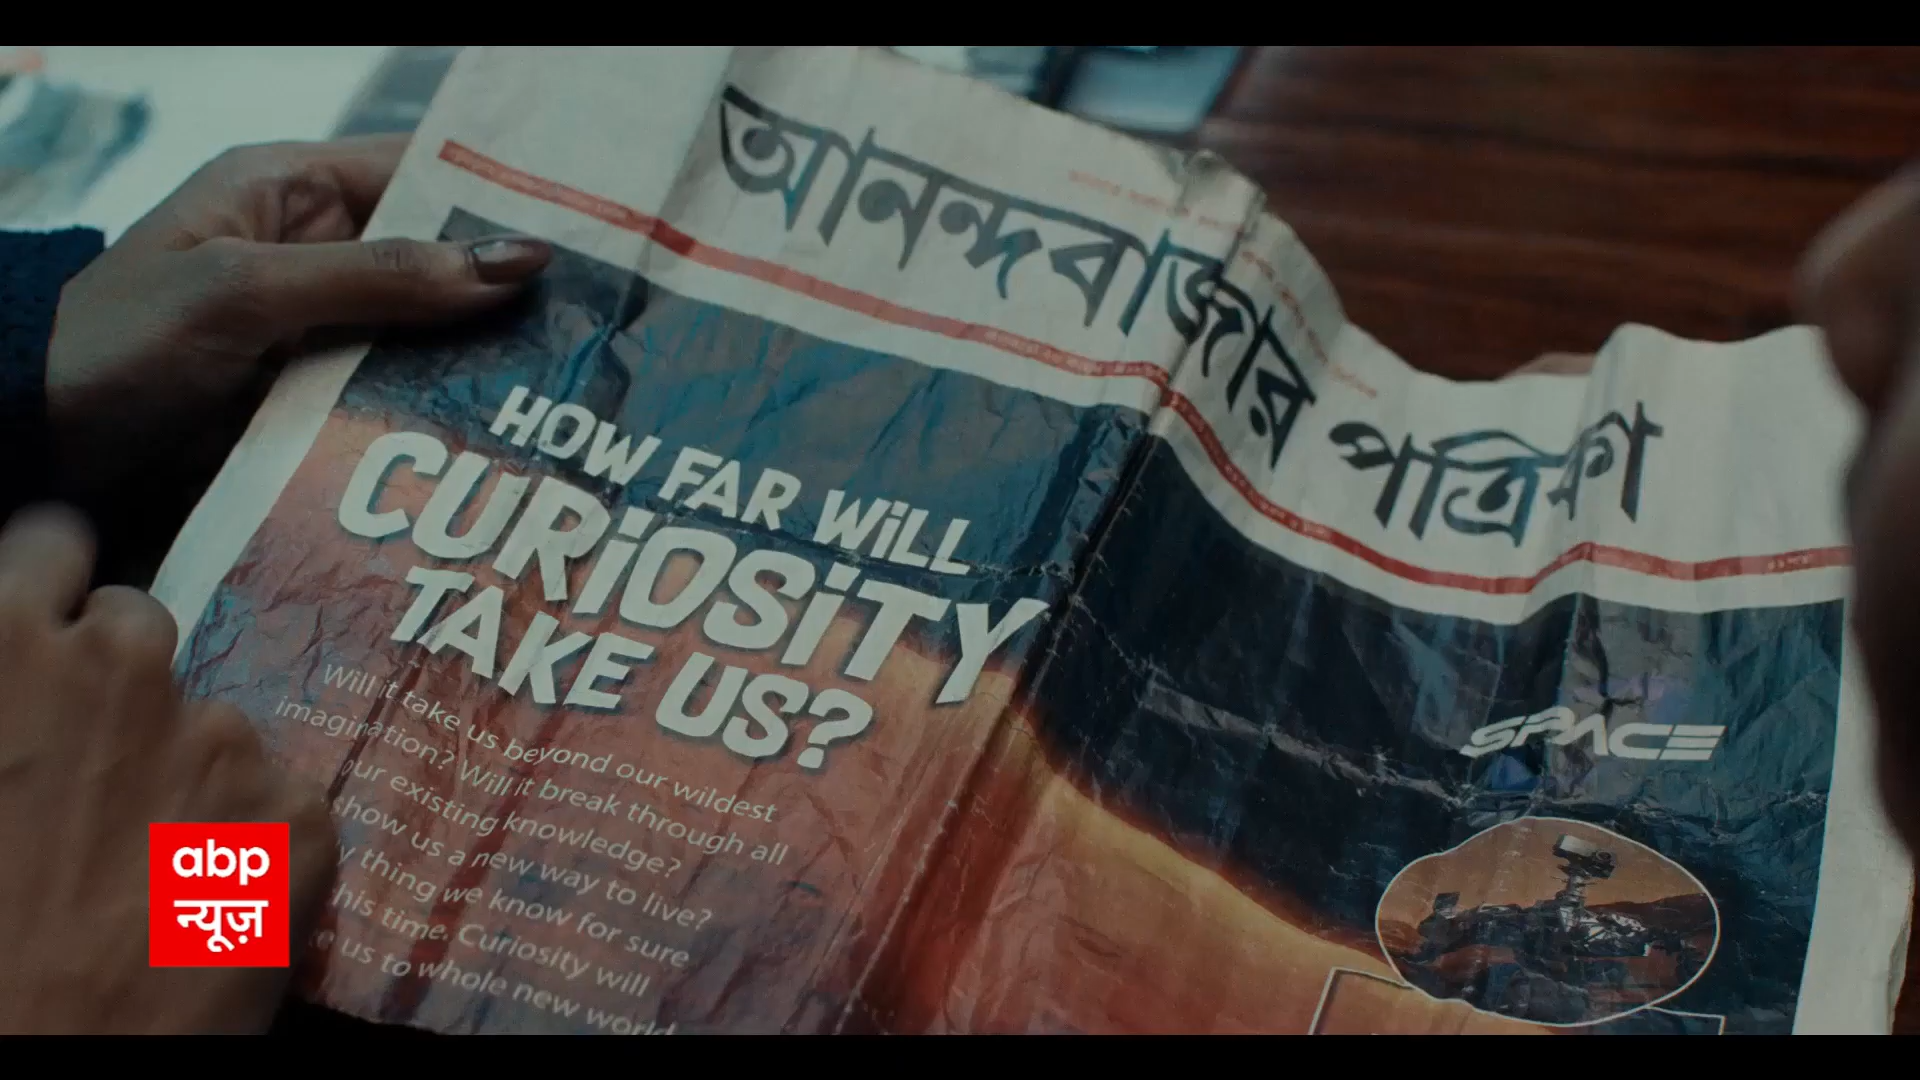 আনন্দবাজার পত্রিকা
HOW FAR WiLL
CURiOSiTY
TAKE US?
Will it take us beyond our wildest
imagination? Will it break through all
our existing knowledge?
show us a new way to live?
thing we know for sure
this time. Curiosity will
us to whole new world
SPACE
abp
न्यूज़